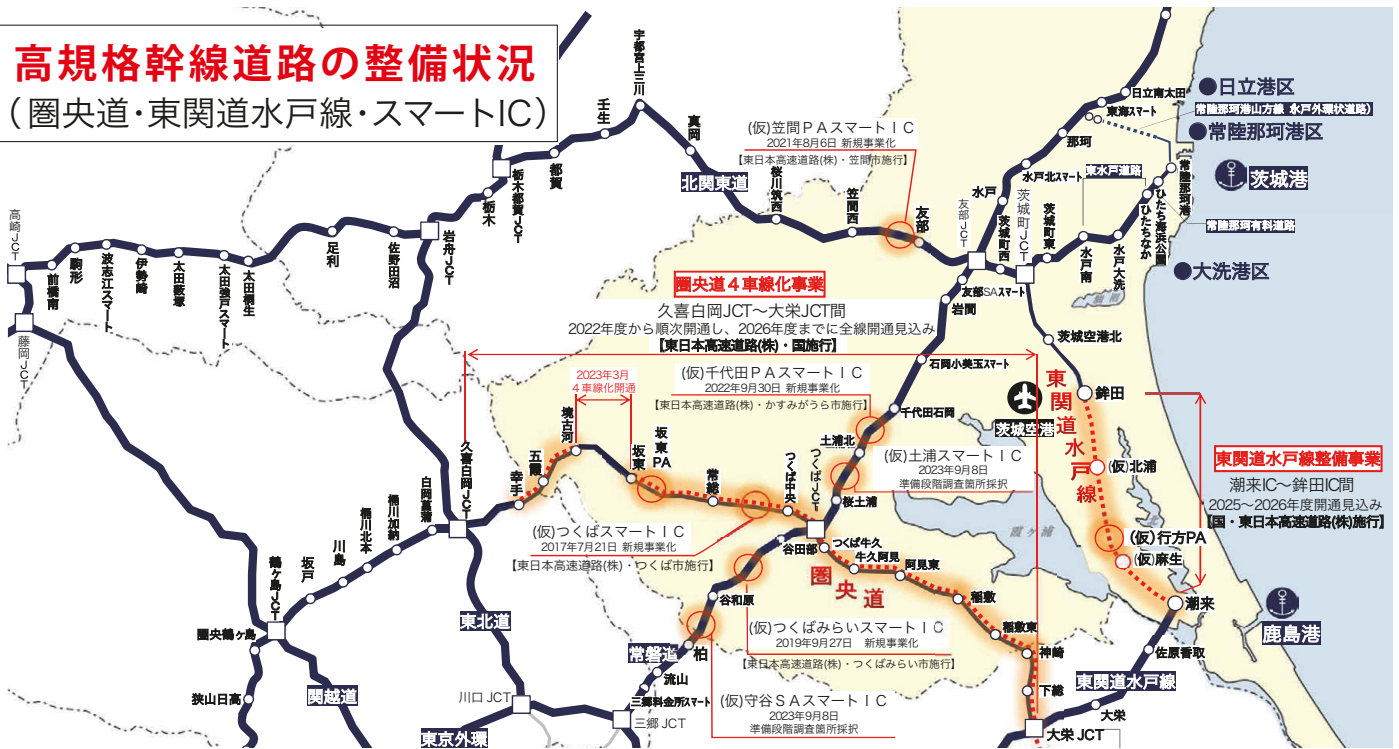 高規格幹線道路の整備状況
(圏央道・東関道水戸線・スマートIC)
宇都宮上三川
壬生
真岡
都賀
栃木都賀JCT
栃木
岩舟JCT
佐野田沼
足利
太田桐生
太田強戸スマート
太田藪塚
伊勢崎
波志江スマート
駒形
前橋南
高崎JCT
藤岡JCT
北関東道
桜川筑西
笠間西
友部
友部JCT
(仮)笠間PAスマートIC
2021年8月6日 新規事業化
【東日本高速道路(株)・笠間市施行】
水戸
茨城町西
茨城町JCT
茨城町東
水戸南
水戸大洗
ひたちなか
ひたち海浜公園
常陸那珂港
東水戸道路
水戸北スマート
那珂
東海スマート
日立南太田
●日立港区
常陸那珂港山方線 水戸外環状道路)
●常陸那珂港区
茨城港
常陸那珂有料道路
●大洗港区
涸沼
友部SAスマート
岩間
石岡小美玉スマート
千代田石岡
土浦北
桜土浦
茨城空港北
茨城空港
圏央道4車線化事業
久喜白岡JCT～大栄JCT間
2022年度から順次開通し、2026年度までに全線開通見込み
【東日本高速道路(株)・国施行】
2023年3月
4車線化開通
(仮)千代田PAスマートIC
2022年9月30日 新規事業化
【東日本高速道路(株)・かすみがうら市施行】
(仮)土浦スマートIC
2023年9月8日
準備段階調査箇所採択
東関道水戸線
鉾田
(仮)北浦
(仮)行方PA
(仮)麻生
潮来
東関道水戸線整備事業
潮来IC～鉾田IC間
2025～2026年度開通見込み
【国・東日本高速道路(株)施行】
霞ヶ浦
北
鹿島港
佐原香取
東関道水戸線
大栄
大栄JCT
久喜白岡JCT
幸手
五霞
境古河
坂東
坂東PA
常総
つくば中央
つくばJCT
(仮)つくばスマートIC
2017年7月21日 新規事業化
【東日本高速道路(株)・つくば市施行】
谷田部
つくば牛久
牛久阿見
阿見東
稲敷
稲敷東
神崎
下総
圏央道
白岡菖蒲
桶川加納
桶川北本
川島
坂戸
鶴ヶ島JCT
圏央鶴ヶ島
狭山日高
関越道
東北道
谷和原
柏
常磐道
流山
三郷料金所スマート
三郷JCT
川口JCT
東京外環
(仮)つくばみらいスマートIC
2019年9月27日 新規事業化
【東日本高速道路(株)・つくばみらい市施行】
(仮)守谷SAスマートIC
2023年9月8日
準備段階調査箇所採択